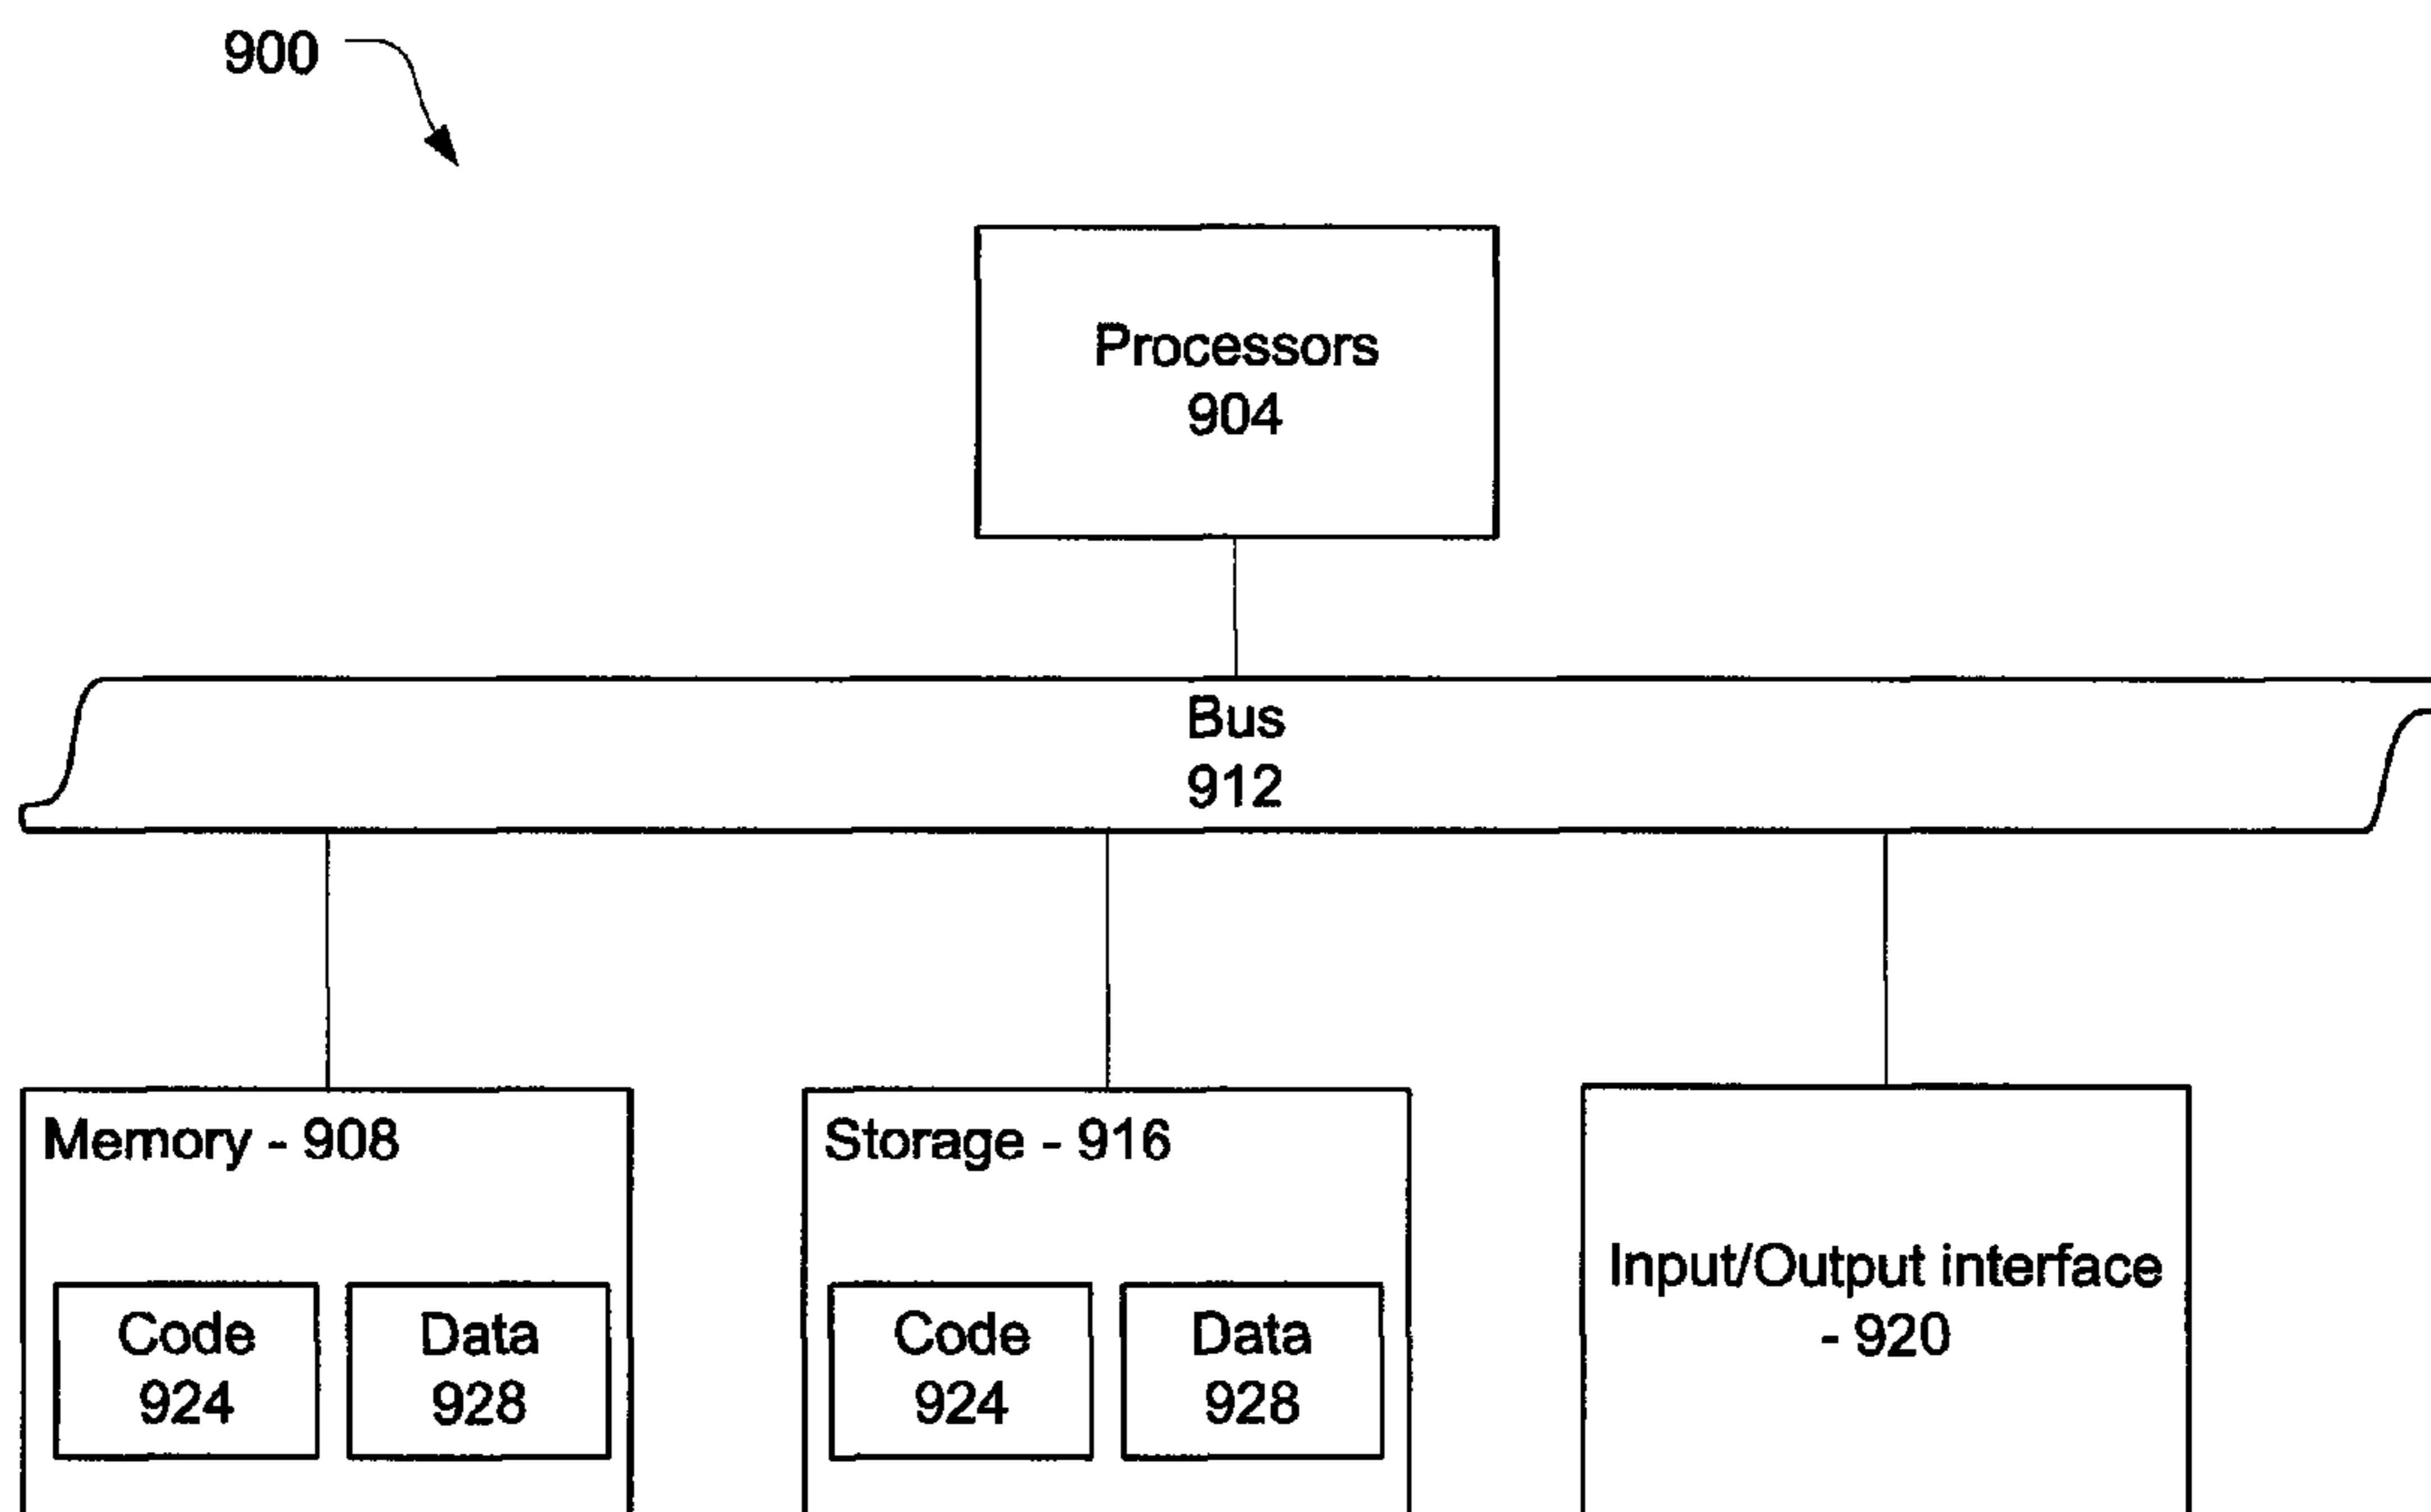 900
Processors
904
Bus
912
Memory - 908
Code
924
Data
928
Storage - 916
Code
924
Data
928
Input/Output interface
- 920